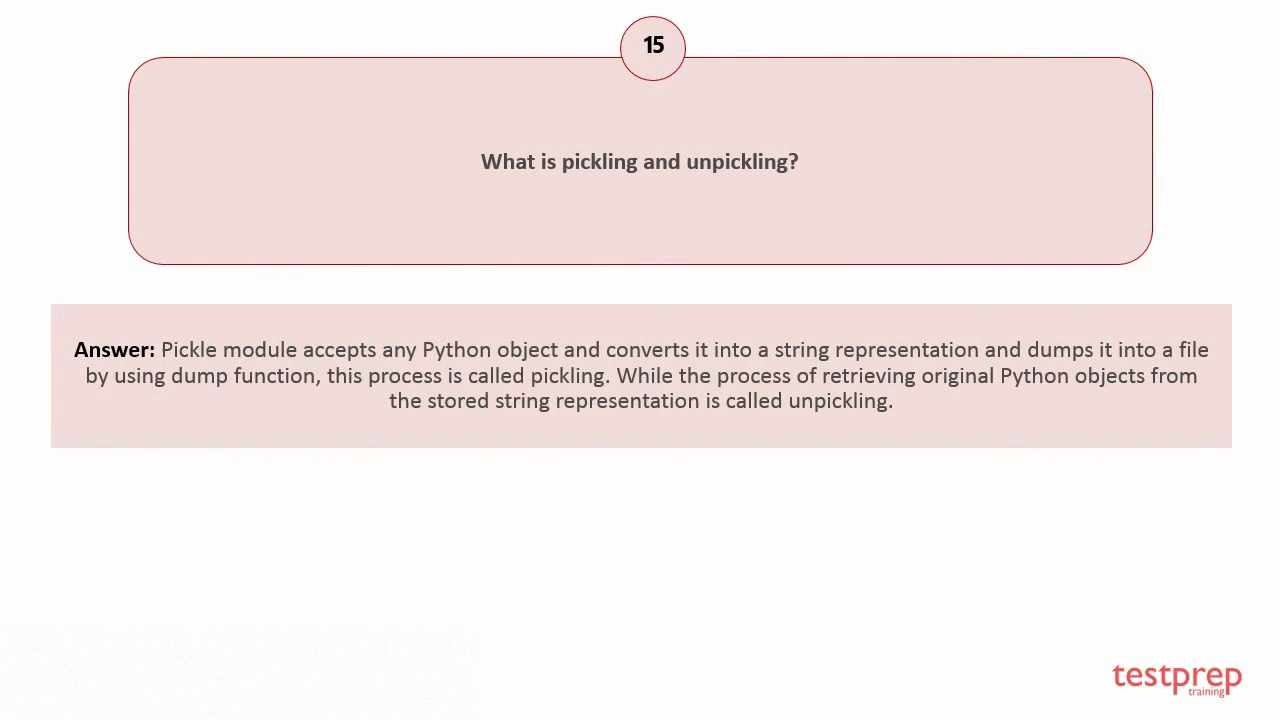 15
What is pickling and unpickling?
Answer: Pickle module accepts any Python object and converts it into a string representation and dumps it into a file
by using dump function, this process is called pickling. While the process of retrieving original Python objects from
the stored string representation is called unpickling.
testprep
training